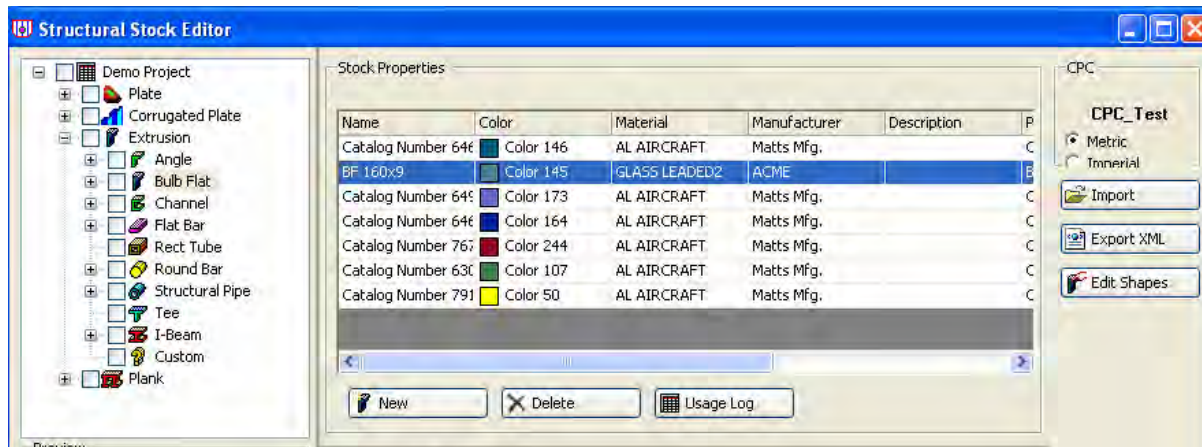 Structural Stock Editor
Demo Project
Plate
Corrugated Plate
Extrusion
Angle
Bulb Flat
Channel
Flat Bar
Rect Tube
Round Bar
Structural Pipe
Tee
I-Beam
Custom
Plank
Stock Properties
Name Color Material Manufacturer Description P
Catalog Number 646 Color 146 AL AIRCRAFT Matts Mfg. C
BF 160x9 Color 145 GLASS LEADED2 ACME B
Catalog Number 649 Color 173 AL AIRCRAFT Matts Mfg. C
Catalog Number 646 Color 164 AL AIRCRAFT Matts Mfg. C
Catalog Number 767 Color 244 AL AIRCRAFT Matts Mfg. C
Catalog Number 630 Color 107 AL AIRCRAFT Matts Mfg. C
Catalog Number 791 Color 50 AL AIRCRAFT Matts Mfg. C
New Delete Usage Log
CPC
CPC_Test
Metric
Imperial
Import
Export XML
Edit Shapes
Preview